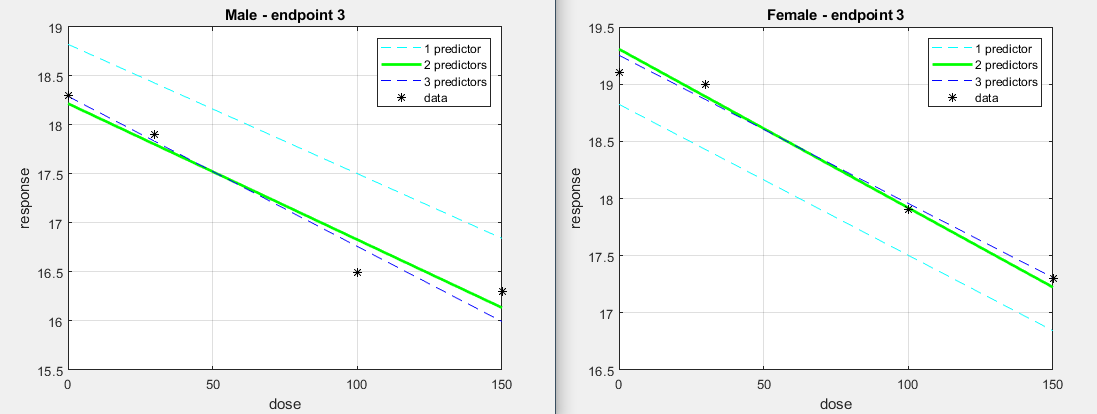 Male - endpoint 3
19
18.5
18
17.5
17
16.5
16
15.5
response
0
50
100
150
dose
1 predictor
2 predictors
3 predictors
data
Female - endpoint 3
19.5
19
18.5
18
17.5
17
16.5
response
0
50
100
150
dose
1 predictor
2 predictors
3 predictors
data